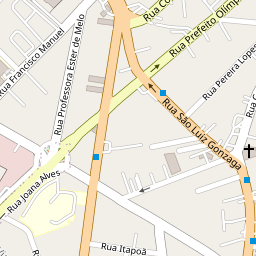 Rua Co
Rua Prefeito Olímp
Rua Francisco Manuel
Rua Professora Ester de Melo
Rua Pereira Lopes
Rua São Luiz Gonzaga
Rua Joana Alves
Rua Itapoã